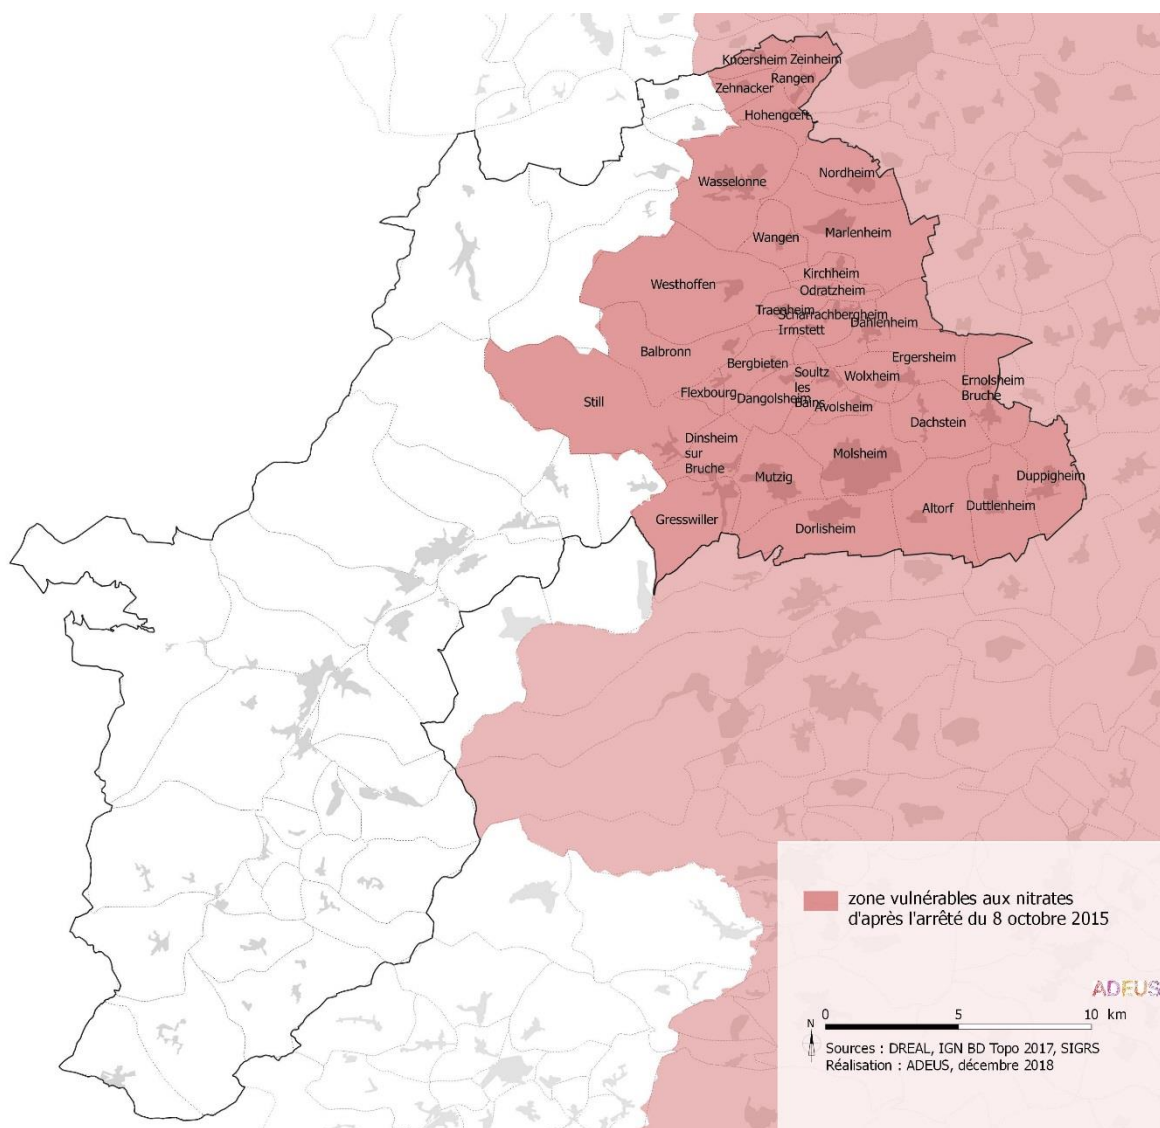 Knœrsheim Zeinheim
Rangen
Zehnacker
Hohengœft
Wasselonne
Nordheim
Wangen
Marlenheim
Kirchheim
Westhoffen
Odratzheim
Traenheim
Scharrachbergheim
Irmstett
Dahlenheim
Balbronn
Bergbieten
Ergersheim
Soultz
les
Bains
Wolxheim
Ernolsheim
Bruche
Still
Flexbourg
Dangolsheim
Avolsheim
Dachstein
Dinsheim
sur
Bruche
Molsheim
Mutzig
Duppigheim
Gresswiller
Dorlisheim
Altorf
Duttlenheim
zone vulnérables aux nitrates
d'après l'arrêté du 8 octobre 2015
ADEUS
N
0 5 10 km
Sources : DREAL, IGN BD Topo 2017, SIGRS
Réalisation : ADEUS, décembre 2018